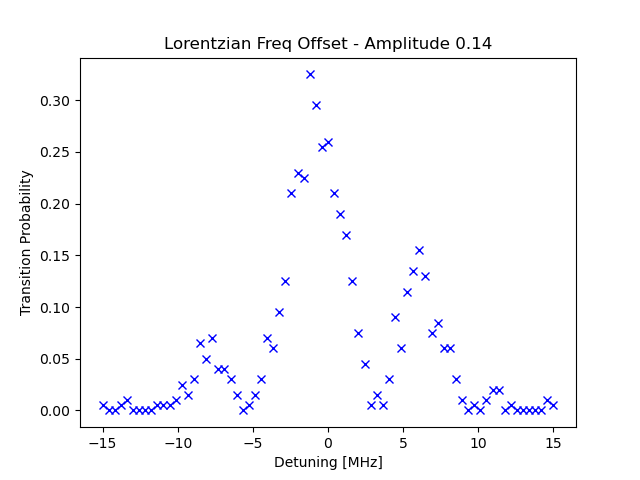 Lorentzian Freq Offset - Amplitude 0.14
Transition Probability
0.30
0.25
0.20
0.15
0.10
0.05
0.00
−15 −10 −5 0 5 10 15
Detuning [MHz]